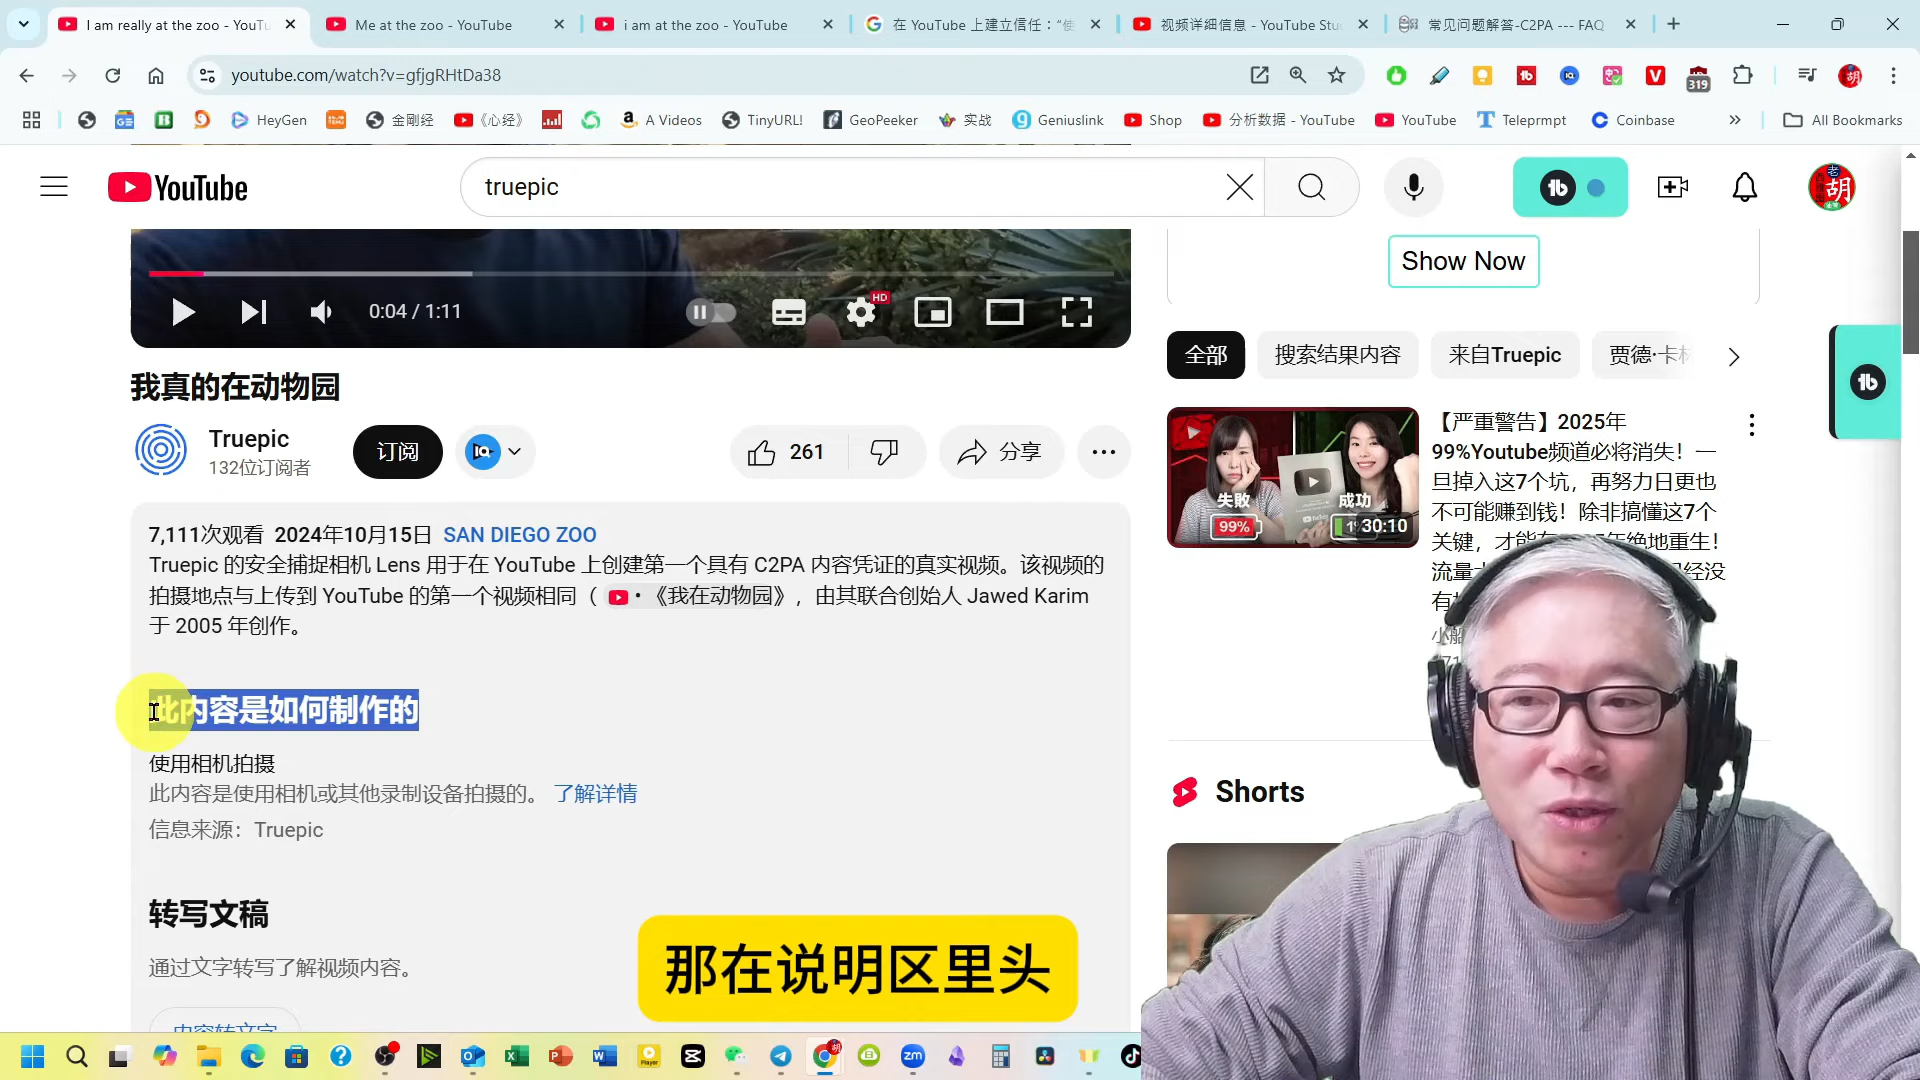 I am really at the zoo - YouTu
Me at the zoo - YouTube
i am at the zoo - YouTube
在 YouTube 上建立信任：“使
视频详细信息 - YouTube Stu
常见问题解答-C2PA --- FAQ
youtube.com/watch?v=gfjgRHtDa38
319
HeyGen
金剛经
《心经》
A Videos
TinyURL!
GeoPeeker
实战
Geniuslink
Shop
分析数据 - YouTube
YouTube
Teleprmpt
Coinbase
All Bookmarks
YouTube
truepic
Show Now
0:04 / 1:11
HD
全部
搜索结果内容
来自Truepic
贾德·卡
我真的在动物园
Truepic
132位订阅者
订阅
261
分享
【严重警告】2025年
99%Youtube频道必将消失！一
旦掉入这7个坑，再努力日更也
不可能赚到钱！除非搞懂这7个
失败
成功
99%
30:10
7,111次观看 2024年10月15日 SAN DIEGO ZOO
Truepic 的安全捕捉相机 Lens 用于在 YouTube 上创建第一个具有 C2PA 内容凭证的真实视频。该视频的
拍摄地点与上传到 YouTube 的第一个视频相同（ • 《我在动物园》，由其联合创始人 Jawed Karim
于 2005 年创作。
此内容是如何制作的
使用相机拍摄
此内容是使用相机或其他录制设备拍摄的。 了解详情
信息来源：Truepic
Shorts
转写文稿
通过文字转写了解视频内容。
内容转文字
那在说明区里头